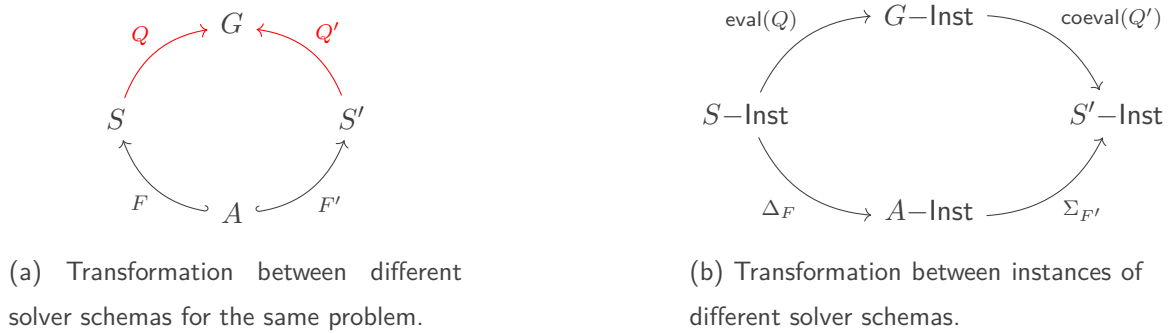 Q G Q′
S S′
F A F′
(a) Transformation between different
solver schemas for the same problem.
eval(Q) G−Inst coeval(Q′)
S−Inst S′−Inst
Δ_F A−Inst Σ_F′
(b) Transformation between instances of
different solver schemas.